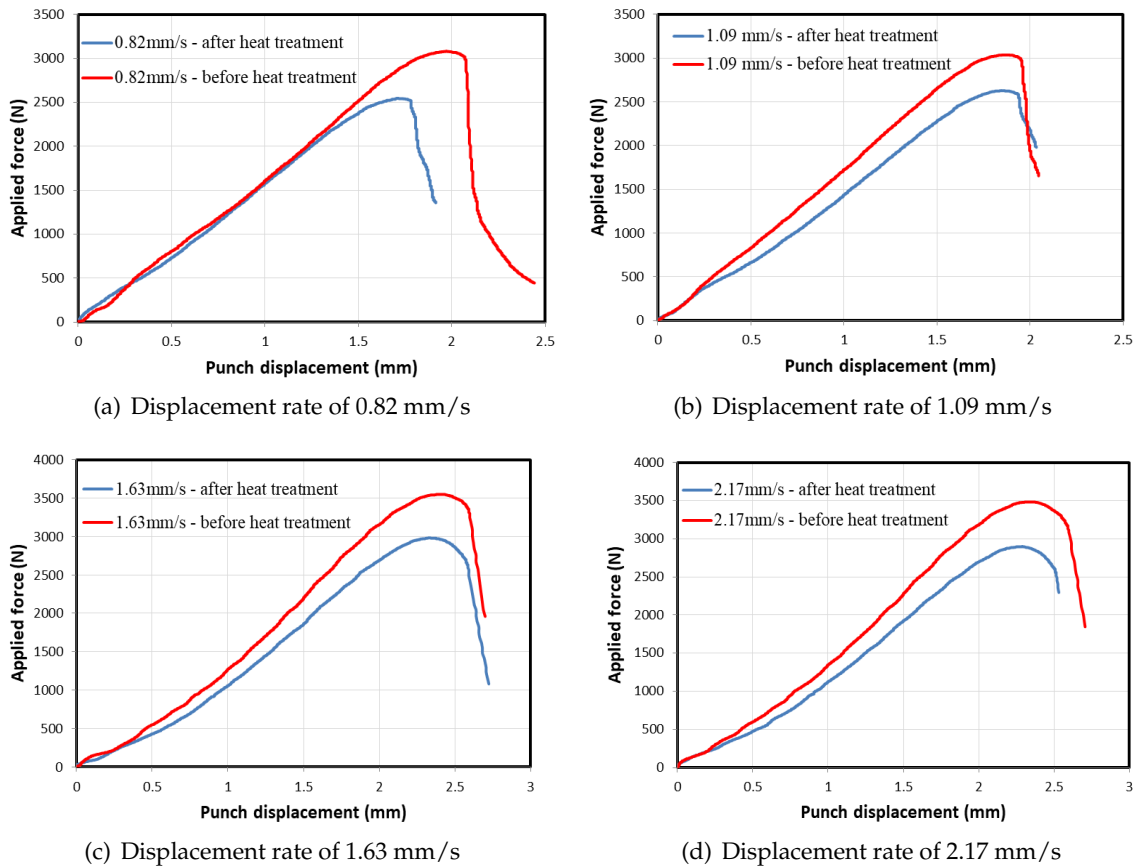 3500
3000
2500
2000
1500
1000
500
0
Applied force (N)
0.82mm/s - after heat treatment
0.82mm/s - before heat treatment
0 0.5 1 1.5 2 2.5
Punch displacement (mm)
(a) Displacement rate of 0.82 mm/s
3500
3000
2500
2000
1500
1000
500
0
Applied force (N)
1.09 mm/s - after heat treatment
1.09 mm/s - before heat treatment
0 0.5 1 1.5 2 2.5
Punch displacement (mm)
(b) Displacement rate of 1.09 mm/s
4000
3500
3000
2500
2000
1500
1000
500
0
Applied force (N)
1.63mm/s - after heat treatment
1.63mm/s - before heat treatment
0 0.5 1 1.5 2 2.5 3
Punch displacement (mm)
(c) Displacement rate of 1.63 mm/s
4000
3500
3000
2500
2000
1500
1000
500
0
Applied force (N)
2.17mm/s - after heat treatment
2.17mm/s - before heat treatment
0 0.5 1 1.5 2 2.5 3
Punch displacement (mm)
(d) Displacement rate of 2.17 mm/s